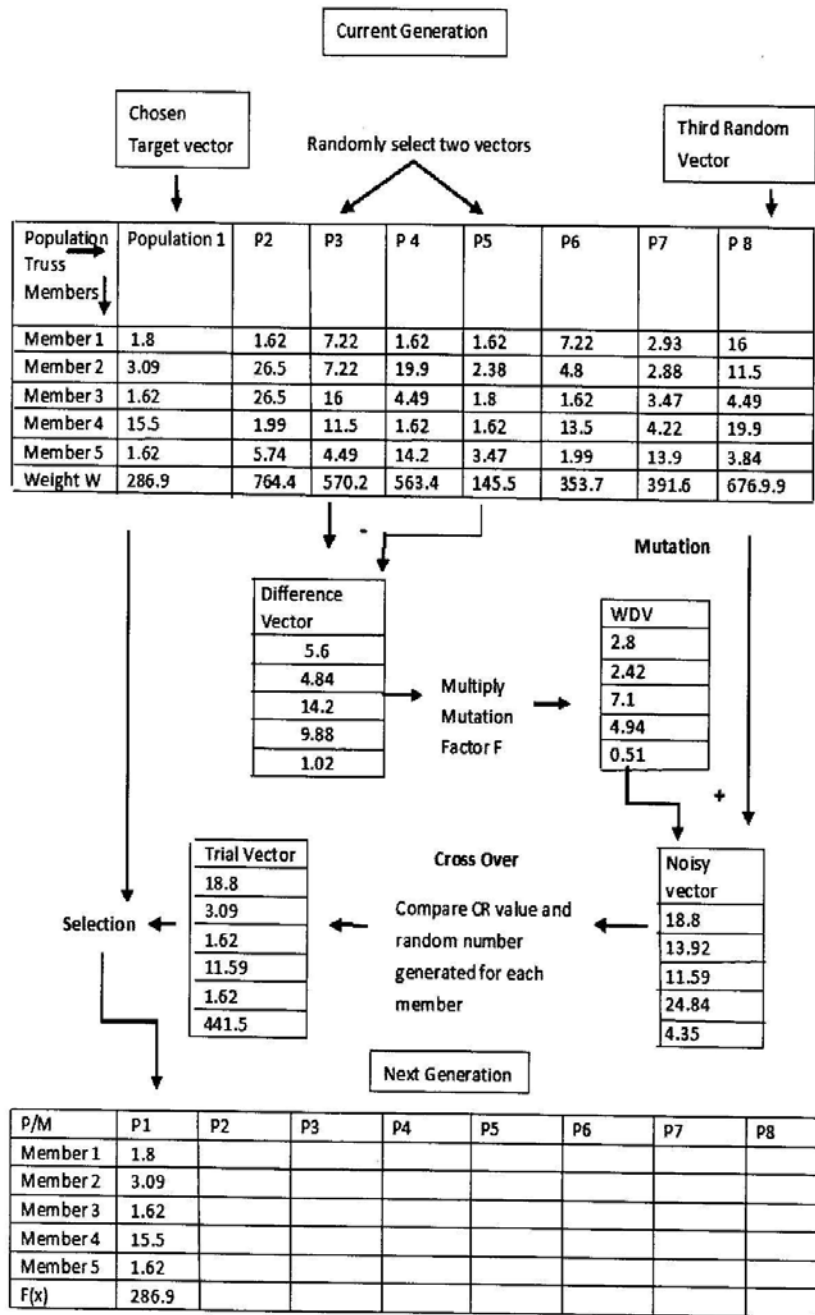 Current Generation
Chosen
Target vector
Randomly select two vectors
Third Random
Vector
Population Population 1 P2 P3 P 4 P5 P6 P7 P 8
Truss
Members
Member 1 1.8 1.62 7.22 1.62 1.62 7.22 2.93 16
Member 2 3.09 26.5 7.22 19.9 2.38 4.8 2.88 11.5
Member 3 1.62 26.5 16 4.49 1.8 1.62 3.47 4.49
Member 4 15.5 1.99 11.5 1.62 1.62 13.5 4.22 19.9
Member 5 1.62 5.74 4.49 14.2 3.47 1.99 13.9 3.84
Weight W 286.9 764.4 570.2 563.4 145.5 353.7 391.6 676.9.9
-
Mutation
Difference
Vector
5.6
4.84
14.2
9.88
1.02
Multiply
Mutation
Factor F
WDV
2.8
2.42
7.1
4.94
0.51
+
Noisy
vector
18.8
13.92
11.59
24.84
4.35
Cross Over
Compare CR value and
random number
generated for each
member
Trial Vector
18.8
3.09
1.62
11.59
1.62
441.5
Selection
Next Generation
P/M P1 P2 P3 P4 P5 P6 P7 P8
Member 1 1.8
Member 2 3.09
Member 3 1.62
Member 4 15.5
Member 5 1.62
F(x) 286.9